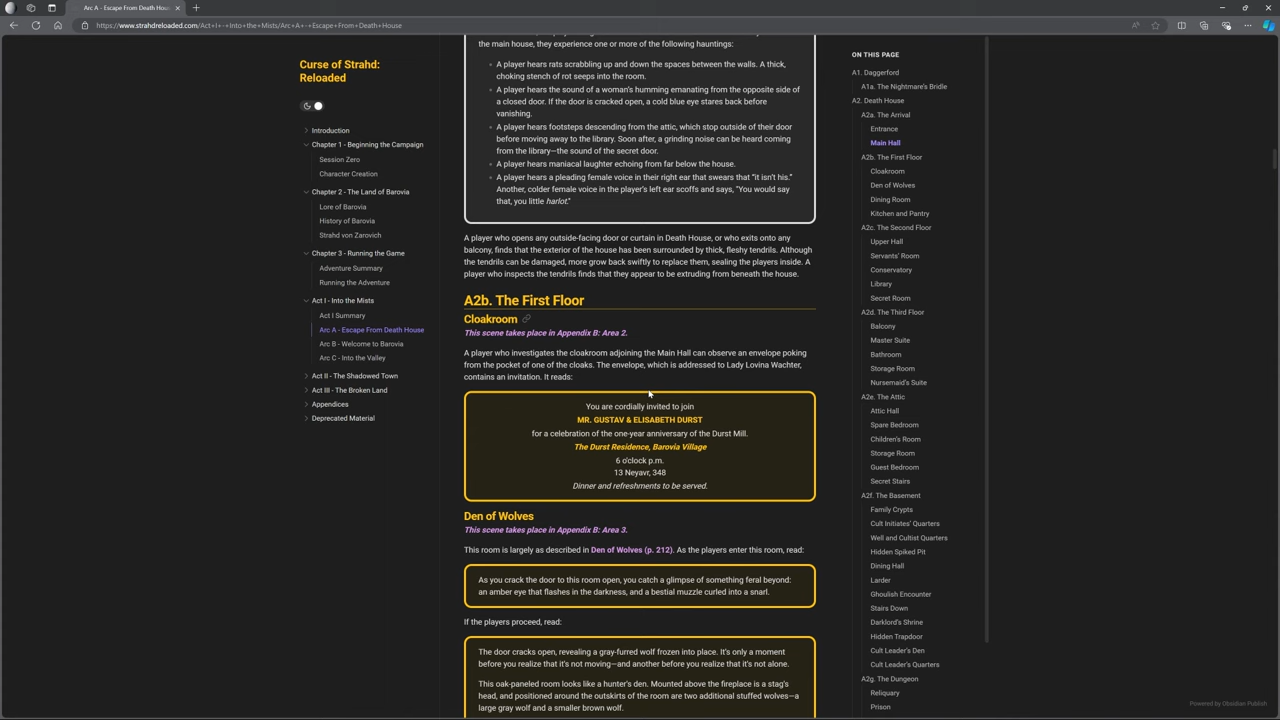 Arc A - Escape From Death Hous
https://www.strahdreloaded.com/Act+I+-+Into+the+Mists/Arc+A+-+Escape+From+Death+House
Curse of Strahd:
Reloaded
Introduction
Chapter 1 - Beginning the Campaign
Session Zero
Character Creation
Chapter 2 - The Land of Barovia
Lore of Barovia
History of Barovia
Strahd von Zarovich
Chapter 3 - Running the Game
Adventure Summary
Running the Adventure
Act I - Into the Mists
Act I Summary
Arc A - Escape From Death House
Arc B - Welcome to Barovia
Arc C - Into the Valley
Act II - The Shadowed Town
Act III - The Broken Land
Appendices
Deprecated Material
the main house, they experience one or more of the following hauntings:
A player hears rats scrabbling up and down the spaces between the walls. A thick,
choking stench of rot seeps into the room.
A player hears the sound of a woman's humming emanating from the opposite side of
a closed door. If the door is cracked open, a cold blue eye stares back before
vanishing.
A player hears footsteps descending from the attic, which stop outside of their door
before moving away to the library. Soon after, a grinding noise can be heard coming
from the library—the sound of the secret door.
A player hears maniacal laughter echoing from far below the house.
A player hears a pleading female voice in their right ear that swears that "it isn't his."
Another, colder female voice in the player's left ear scoffs and says, "You would say
that, you little harlot."
A player who opens any outside-facing door or curtain in Death House, or who exits onto any
balcony, finds that the exterior of the house has been surrounded by thick, fleshy tendrils. Although
the tendrils can be damaged, more grow back swiftly to replace them, sealing the players inside. A
player who inspects the tendrils finds that they appear to be extruding from beneath the house.
A2b. The First Floor
Cloakroom
This scene takes place in Appendix B: Area 2.
A player who investigates the cloakroom adjoining the Main Hall can observe an envelope poking
from the pocket of one of the cloaks. The envelope, which is addressed to Lady Lovina Wachter,
contains an invitation. It reads:
You are cordially invited to join
MR. GUSTAV & ELISABETH DURST
for a celebration of the one-year anniversary of the Durst Mill.
The Durst Residence, Barovia Village
6 o'clock p.m.
13 Neyavr, 348
Dinner and refreshments to be served.
Den of Wolves
This scene takes place in Appendix B: Area 3.
This room is largely as described in Den of Wolves (p. 212). As the players enter this room, read:
As you crack the door to this room open, you catch a glimpse of something feral beyond:
an amber eye that flashes in the darkness, and a bestial muzzle curled into a snarl.
If the players proceed, read:
The door cracks open, revealing a gray-furred wolf frozen into place. It's only a moment
before you realize that it's not moving—and another before you realize that it's not alone.
This oak-paneled room looks like a hunter's den. Mounted above the fireplace is a stag's
head, and positioned around the outskirts of the room are two additional stuffed wolves—a
large gray wolf and a smaller brown wolf.
ON THIS PAGE
A1. Daggerford
A1a. The Nightmare's Bridle
A2. Death House
A2a. The Arrival
Entrance
Main Hall
A2b. The First Floor
Cloakroom
Den of Wolves
Dining Room
Kitchen and Pantry
A2c. The Second Floor
Upper Hall
Servants' Room
Conservatory
Library
Secret Room
A2d. The Third Floor
Balcony
Master Suite
Bathroom
Storage Room
Nursemaid's Suite
A2e. The Attic
Attic Hall
Spare Bedroom
Children's Room
Storage Room
Guest Bedroom
Secret Stairs
A2f. The Basement
Family Crypts
Cult Initiates' Quarters
Well and Cultist Quarters
Hidden Spiked Pit
Dining Hall
Larder
Ghoulish Encounter
Stairs Down
Darklord's Shrine
Hidden Trapdoor
Cult Leader's Den
Cult Leader's Quarters
A2g. The Dungeon
Reliquary
Prison
Powered by Obsidian Publish